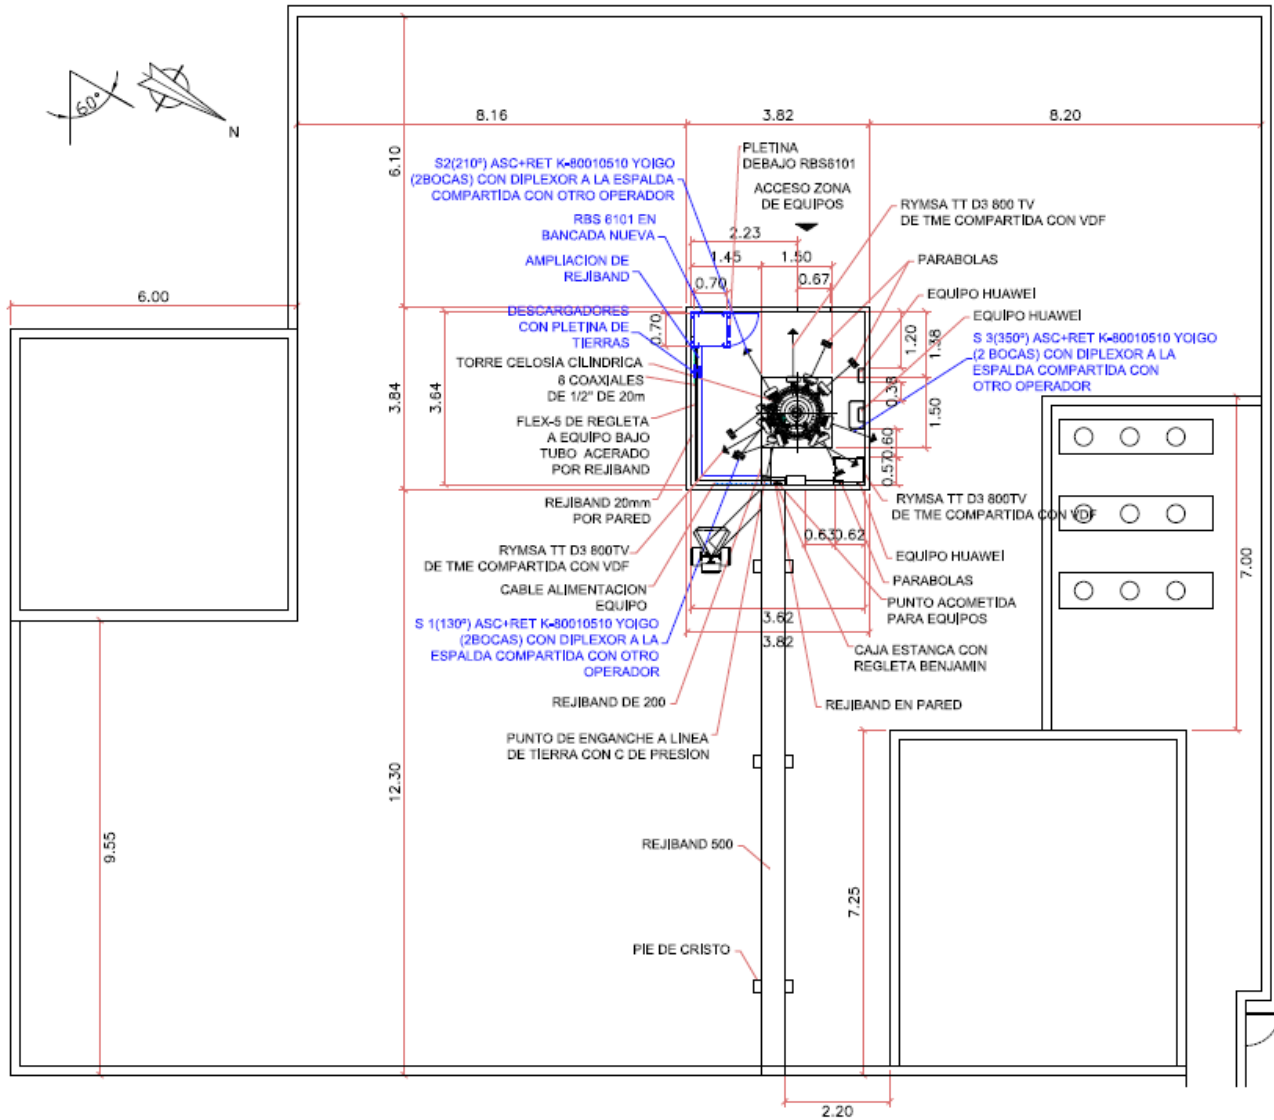 60°
N
8.16
3.82
8.20
6.10
S2(210º) ASC+RET K-80010510 YOIGO
(2BOCAS) CON DIPLEXOR A LA ESPALDA
COMPARTIDA CON OTRO OPERADOR
PLETINA
DEBAJO RBS6101
ACCESO ZONA
DE EQUIPOS
RYMSA TT D3 800 TV
DE TME COMPARTIDA CON VDF
RBS 6101 EN
BANCADA NUEVA
2.23
AMPLIACION DE
REJIBAND
1.45
1.50
PARABOLAS
0.70
0.67
EQUIPO HUAWEI
6.00
DESCARGADORES
CON PLETINA DE
TIERRAS
0.70
EQUIPO HUAWEI
1.20
1.38
S 3(350º) ASC+RET K-80010510 YOIGO
(2 BOCAS) CON DIPLEXOR A LA
ESPALDA COMPARTIDA CON
OTRO OPERADOR
TORRE CELOSIA CILINDRICA
3.84
3.64
6 COAXIALES
DE 1/2" DE 20m
0.38
1.50
FLEX-5 DE REGLETA
A EQUIPO BAJO
TUBO ACERADO
POR REJIBAND
0.60
0.57
REJIBAND 20mm
POR PARED
RYMSA TT D3 800TV
DE TME COMPARTIDA CON VDF
0.63
0.62
RYMSA TT D3 800TV
DE TME COMPARTIDA CON VDF
EQUIPO HUAWEI
7.00
CABLE ALIMENTACION
EQUIPO
PARABOLAS
PUNTO ACOMETIDA
PARA EQUIPOS
3.62
S 1(130º) ASC+RET K-80010510 YOIGO
(2BOCAS) CON DIPLEXOR A LA
ESPALDA COMPARTIDA CON OTRO
OPERADOR
3.82
CAJA ESTANCA CON
REGLETA BENJAMIN
REJIBAND DE 200
REJIBAND EN PARED
PUNTO DE ENGANCHE A LINEA
DE TIERRA CON C DE PRESION
12.30
9.55
REJIBAND 500
7.25
PIE DE CRISTO
2.20